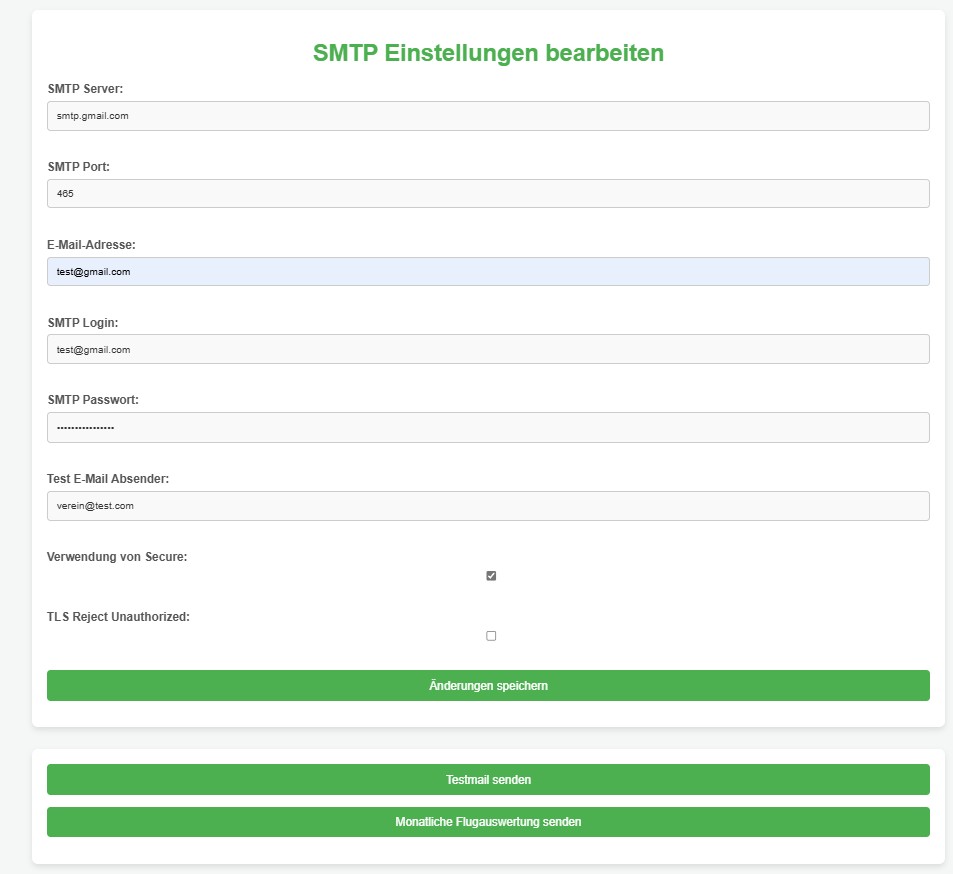 SMTP Einstellungen bearbeiten
SMTP Server:
smtp.gmail.com
SMTP Port:
465
E-Mail-Adresse:
test@gmail.com
SMTP Login:
test@gmail.com
SMTP Passwort:
••••••••••••••••
Test E-Mail Absender:
verein@test.com
Verwendung von Secure:
TLS Reject Unauthorized:
Änderungen speichern
Testmail senden
Monatliche Flugauswertung senden